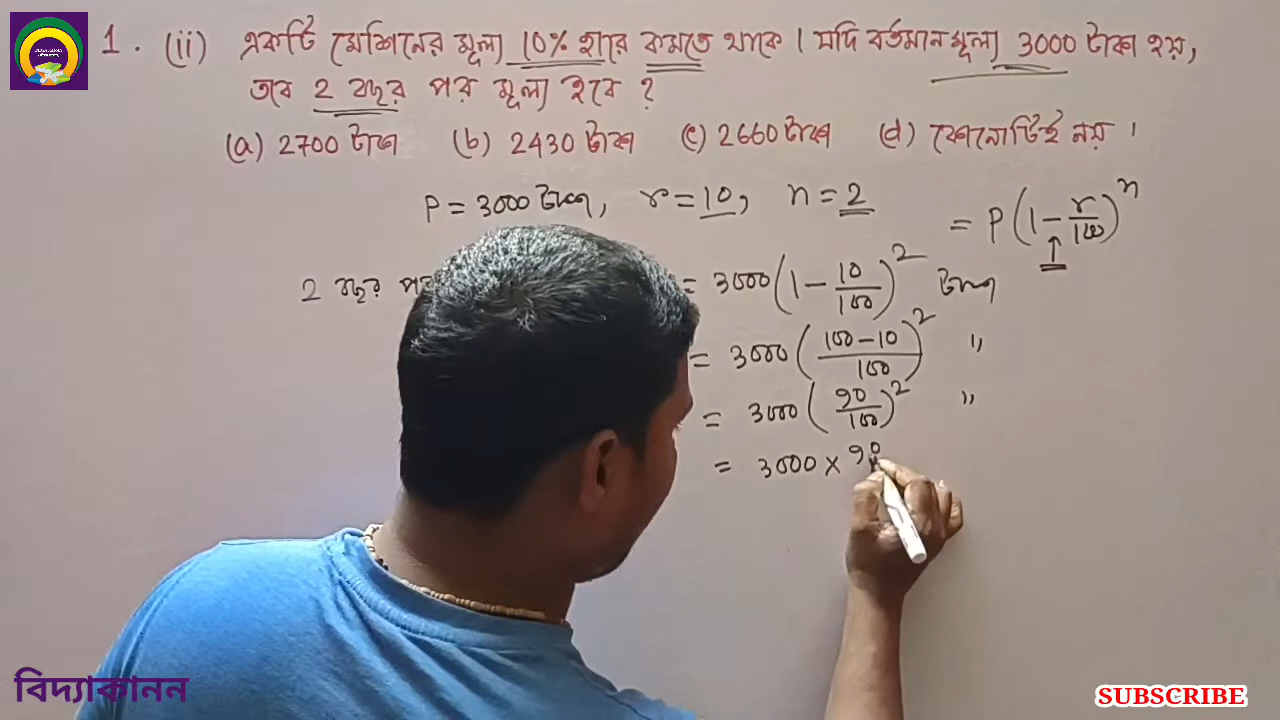 1. (ii) একটি মেশিনের মূল্য 10% হারে কমতে থাকে। যদি বর্তমান মূল্য 3000 টাকা হয়,
তবে 2 বছর পর মূল্য হবে?
(a) 2700 টাকা (b) 2430 টাকা (c) 2660 টাকা (d) কোনোটিই নয়।
P = 3000 টাকা, r = 10, n = 2
= P(1 - r/100)^n
2 বছর পর = 3000(1 - 10/100)^2 টাকা
= 3000((100-10)/100)^2 "
= 3000(90/100)^2 "
= 3000 × 90
বিদ্যাকানন
SUBSCRIBE